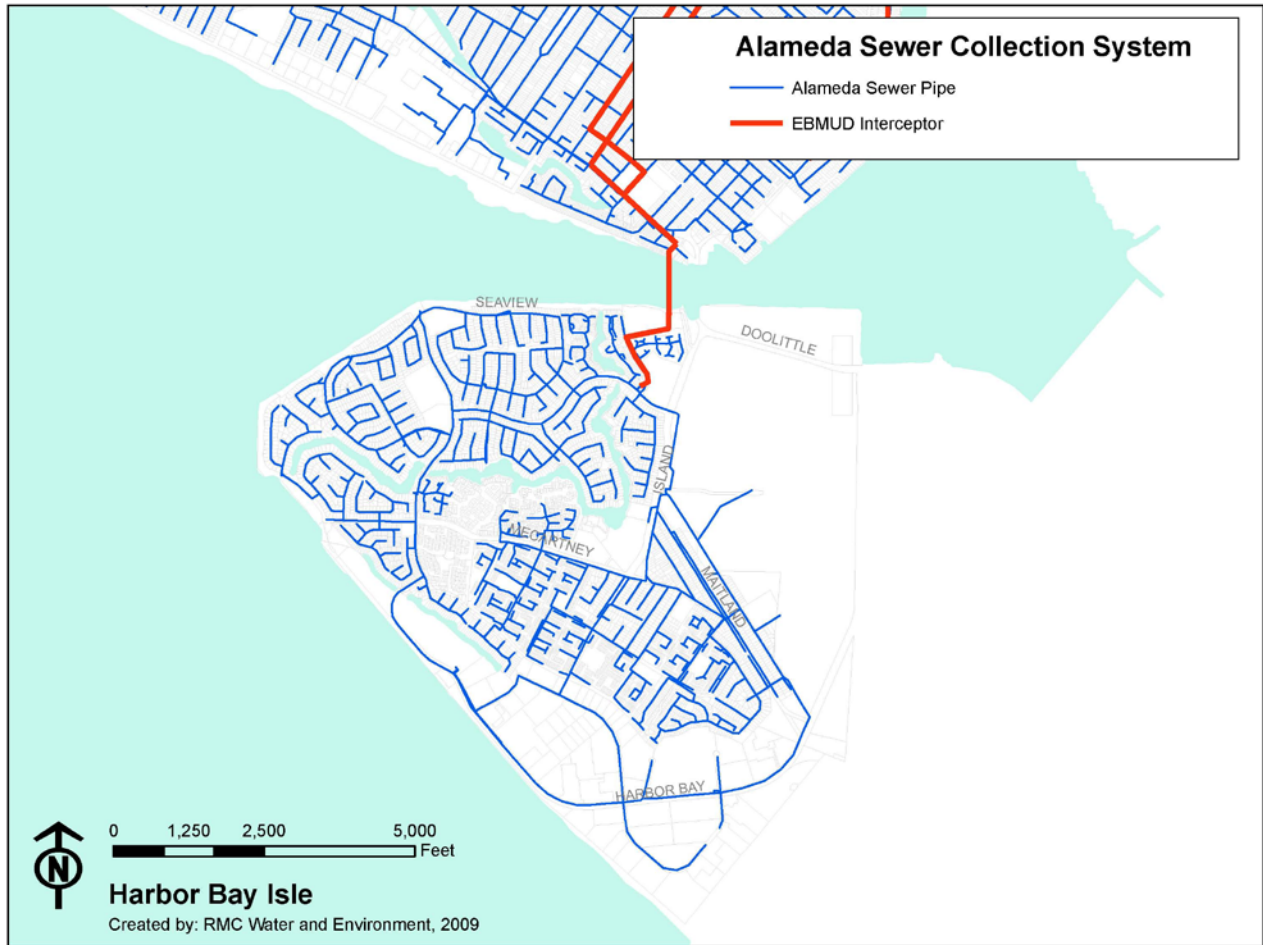 Alameda Sewer Collection System
Alameda Sewer Pipe
EBMUD Interceptor
SEAVIEW
DOOLITTLE
ISLAND
MECARTNEY
MAITLAND
HARBOR BAY
0 1,250 2,500 5,000
Feet
N
Harbor Bay Isle
Created by: RMC Water and Environment, 2009